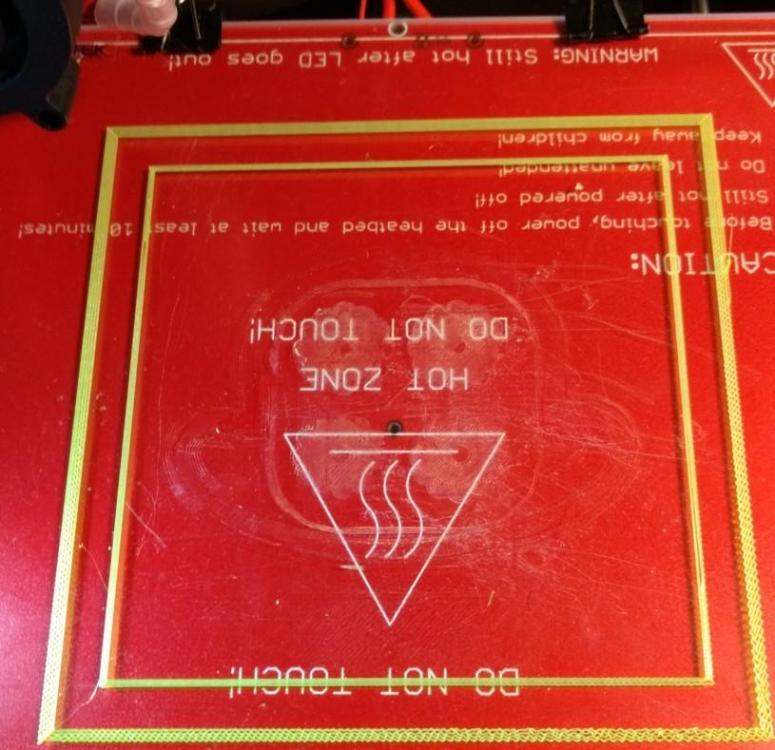 DO NOT TOUCH!
HOT ZONE
DO NOT TOUCH!
CAUTION:
Before touching, power off the heatbed and wait at least 10 minutes!
Still hot after powered off!
Do not leave unattended!
Keep away from children!
WARNING: Still hot after LED goes out!